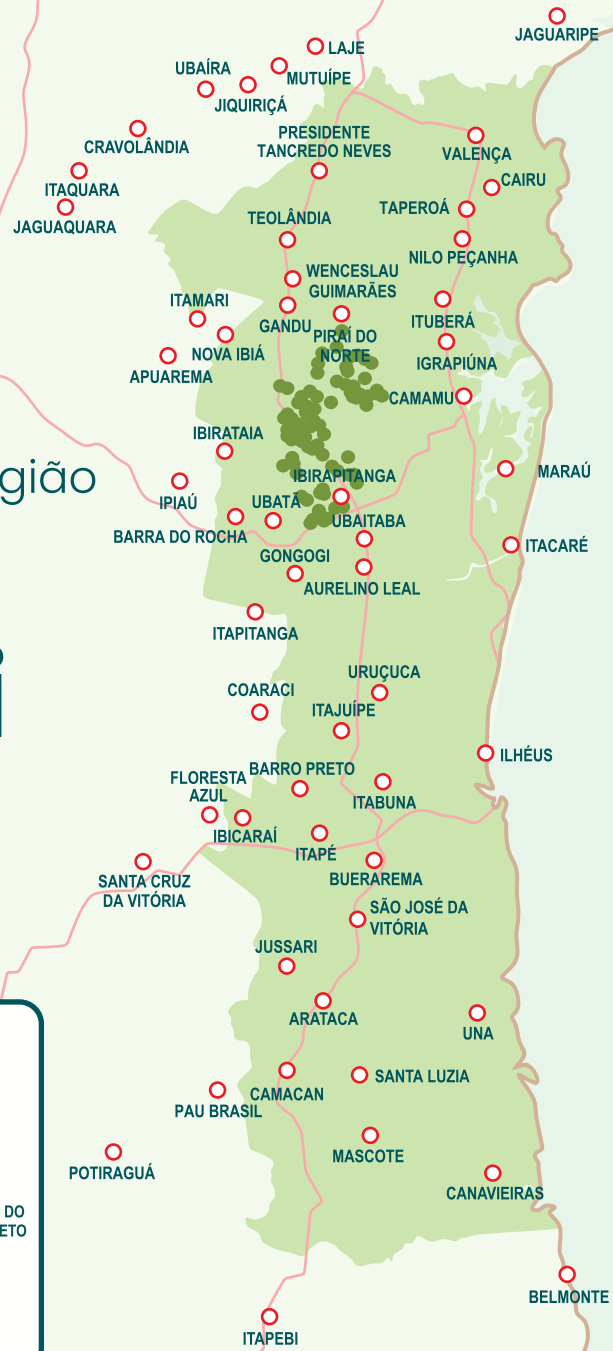 JAGUARIPE
LAJE
UBAÍRA
MUTUÍPE
JIQUIRIÇÁ
CRAVOLÂNDIA
PRESIDENTE
TANCREDO NEVES
VALENÇA
CAIRU
ITAQUARA
JAGUAQUARA
TAPEROÁ
TEOLÂNDIA
NILO PEÇANHA
WENCESLAU
GUIMARÃES
ITAMARI
GANDU
ITUBERÁ
PIRAÍ DO
NORTE
NOVA IBIÁ
IGRAPIÚNA
APUAREMA
CAMAMU
IBIRATAIA
MARAÚ
gião
IBIRAPITANGA
IPIAÚ
UBATÃ
UBAITABA
BARRA DO ROCHA
ITACARÉ
GONGOGI
AURELINO LEAL
ITAPITANGA
URUÇUCA
COARACI
ITAJUÍPE
ILHÉUS
BARRO PRETO
FLORESTA
AZUL
ITABUNA
IBICARAÍ
ITAPÉ
BUERAREMA
SANTA CRUZ
DA VITÓRIA
SÃO JOSÉ DA
VITÓRIA
JUSSARI
ARATACA
UNA
SANTA LUZIA
CAMACAN
PAU BRASIL
MASCOTE
POTIRAGUÁ
CANAVIEIRAS
DO
ETO
BELMONTE
ITAPEBI